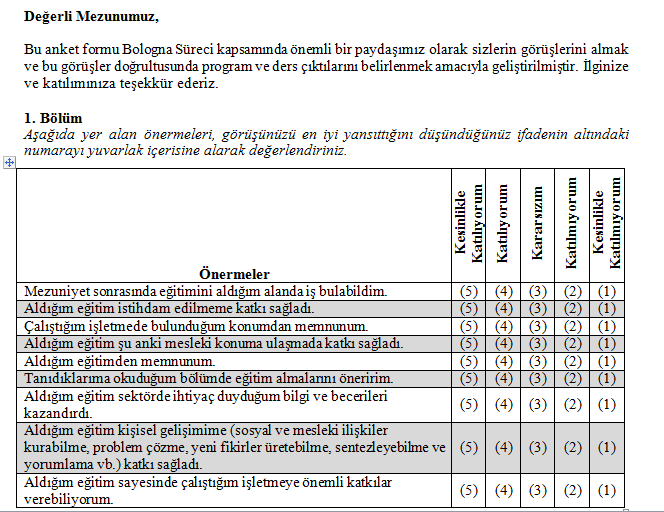 Değerli Mezunumuz,
Bu anket formu Bologna Süreci kapsamında önemli bir paydaşımız olarak sizlerin görüşlerini almak
ve bu görüşler doğrultusunda program ve ders çıktılarını belirlenmek amacıyla geliştirilmiştir. İlginize
ve katılımınıza teşekkür ederiz.
1. Bölüm
Aşağıda yer alan önermeleri, görüşünüzü en iyi yansıttığını düşündüğünüz ifadenin altındaki
numarayı yuvarlak içerisine alarak değerlendiriniz.
Önermeler
Kesinlikle
Katılıyorum
Katılıyorum
Kararsızım
Katılmıyorum
Kesinlikle
Katılmıyorum
Mezuniyet sonrasında eğitimini aldığım alanda iş bulabildim. (5) (4) (3) (2) (1)
Aldığım eğitim istihdam edilmeme katkı sağladı. (5) (4) (3) (2) (1)
Çalıştığım işletmede bulunduğum konumdan memnunum. (5) (4) (3) (2) (1)
Aldığım eğitim şu anki mesleki konuma ulaşmada katkı sağladı. (5) (4) (3) (2) (1)
Aldığım eğitimden memnunum. (5) (4) (3) (2) (1)
Tanıdıklarıma okuduğum bölümde eğitim almalarını öneririm. (5) (4) (3) (2) (1)
Aldığım eğitim sektörde ihtiyaç duyduğum bilgi ve becerileri
kazandırdı. (5) (4) (3) (2) (1)
Aldığım eğitim kişisel gelişimime (sosyal ve mesleki ilişkiler
kurabilme, problem çözme, yeni fikirler üretebilme, sentezleyebilme ve (5) (4) (3) (2) (1)
yorumlama vb.) katkı sağladı.
Aldığım eğitim sayesinde çalıştığım işletmeye önemli katkılar
verebiliyorum. (5) (4) (3) (2) (1)